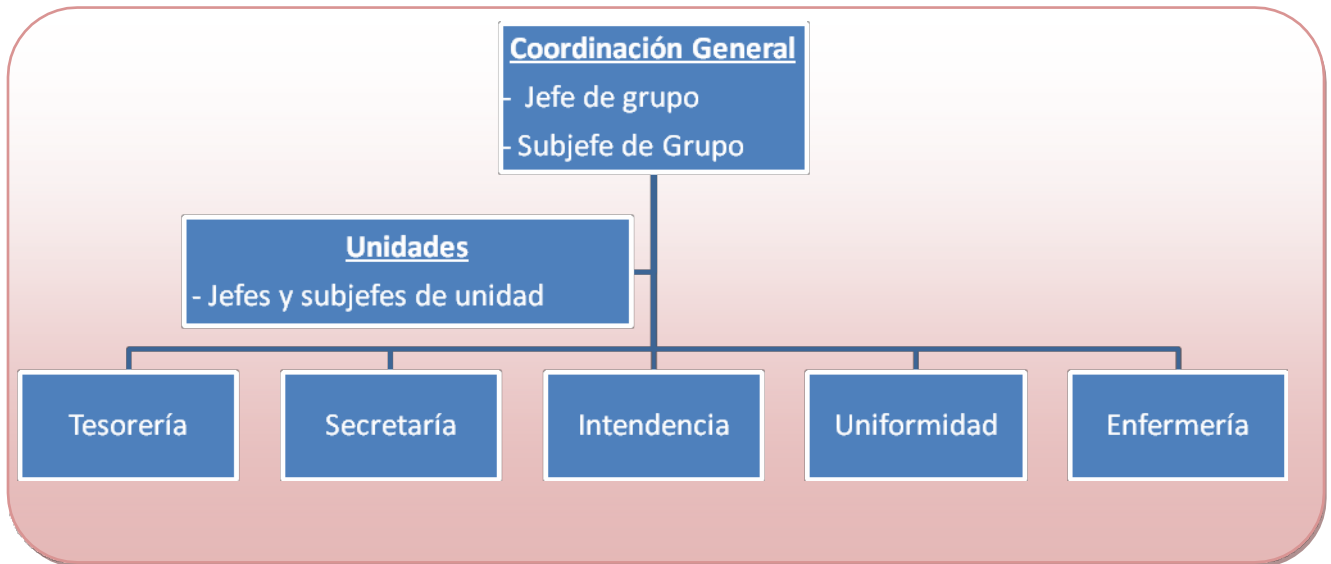 Coordinación General
- Jefe de grupo
- Subjefe de Grupo
Unidades
- Jefes y subjefes de unidad
Tesorería
Secretaría
Intendencia
Uniformidad
Enfermería